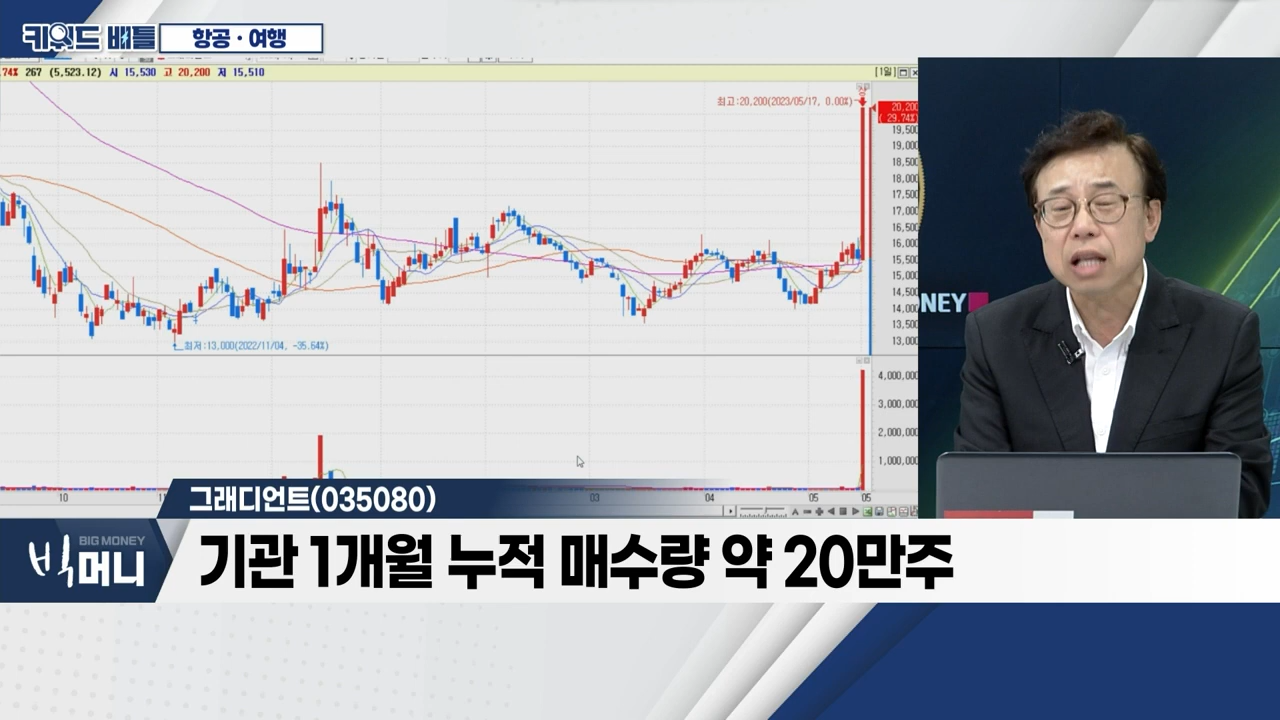 키워드 배틀 항공·여행
.74% 267 (5,523.12) 시 15,530 고 20,200 저 15,510 [1일]
최고:20,200(2023/05/17, 0.00%)
20,200
( 29.74%)
19,500
19,000
18,500
18,000
17,500
17,000
16,500
16,000
15,500
15,000
14,500
14,000
13,500
13,000
최저:13,000(2022/11/04, -35.64%)
4,000,000
3,000,000
2,000,000
1,000,000
10 11 03 04 05 05
NEY
그래디언트(035080)
BIG MONEY
빅머니
기관 1개월 누적 매수량 약 20만주